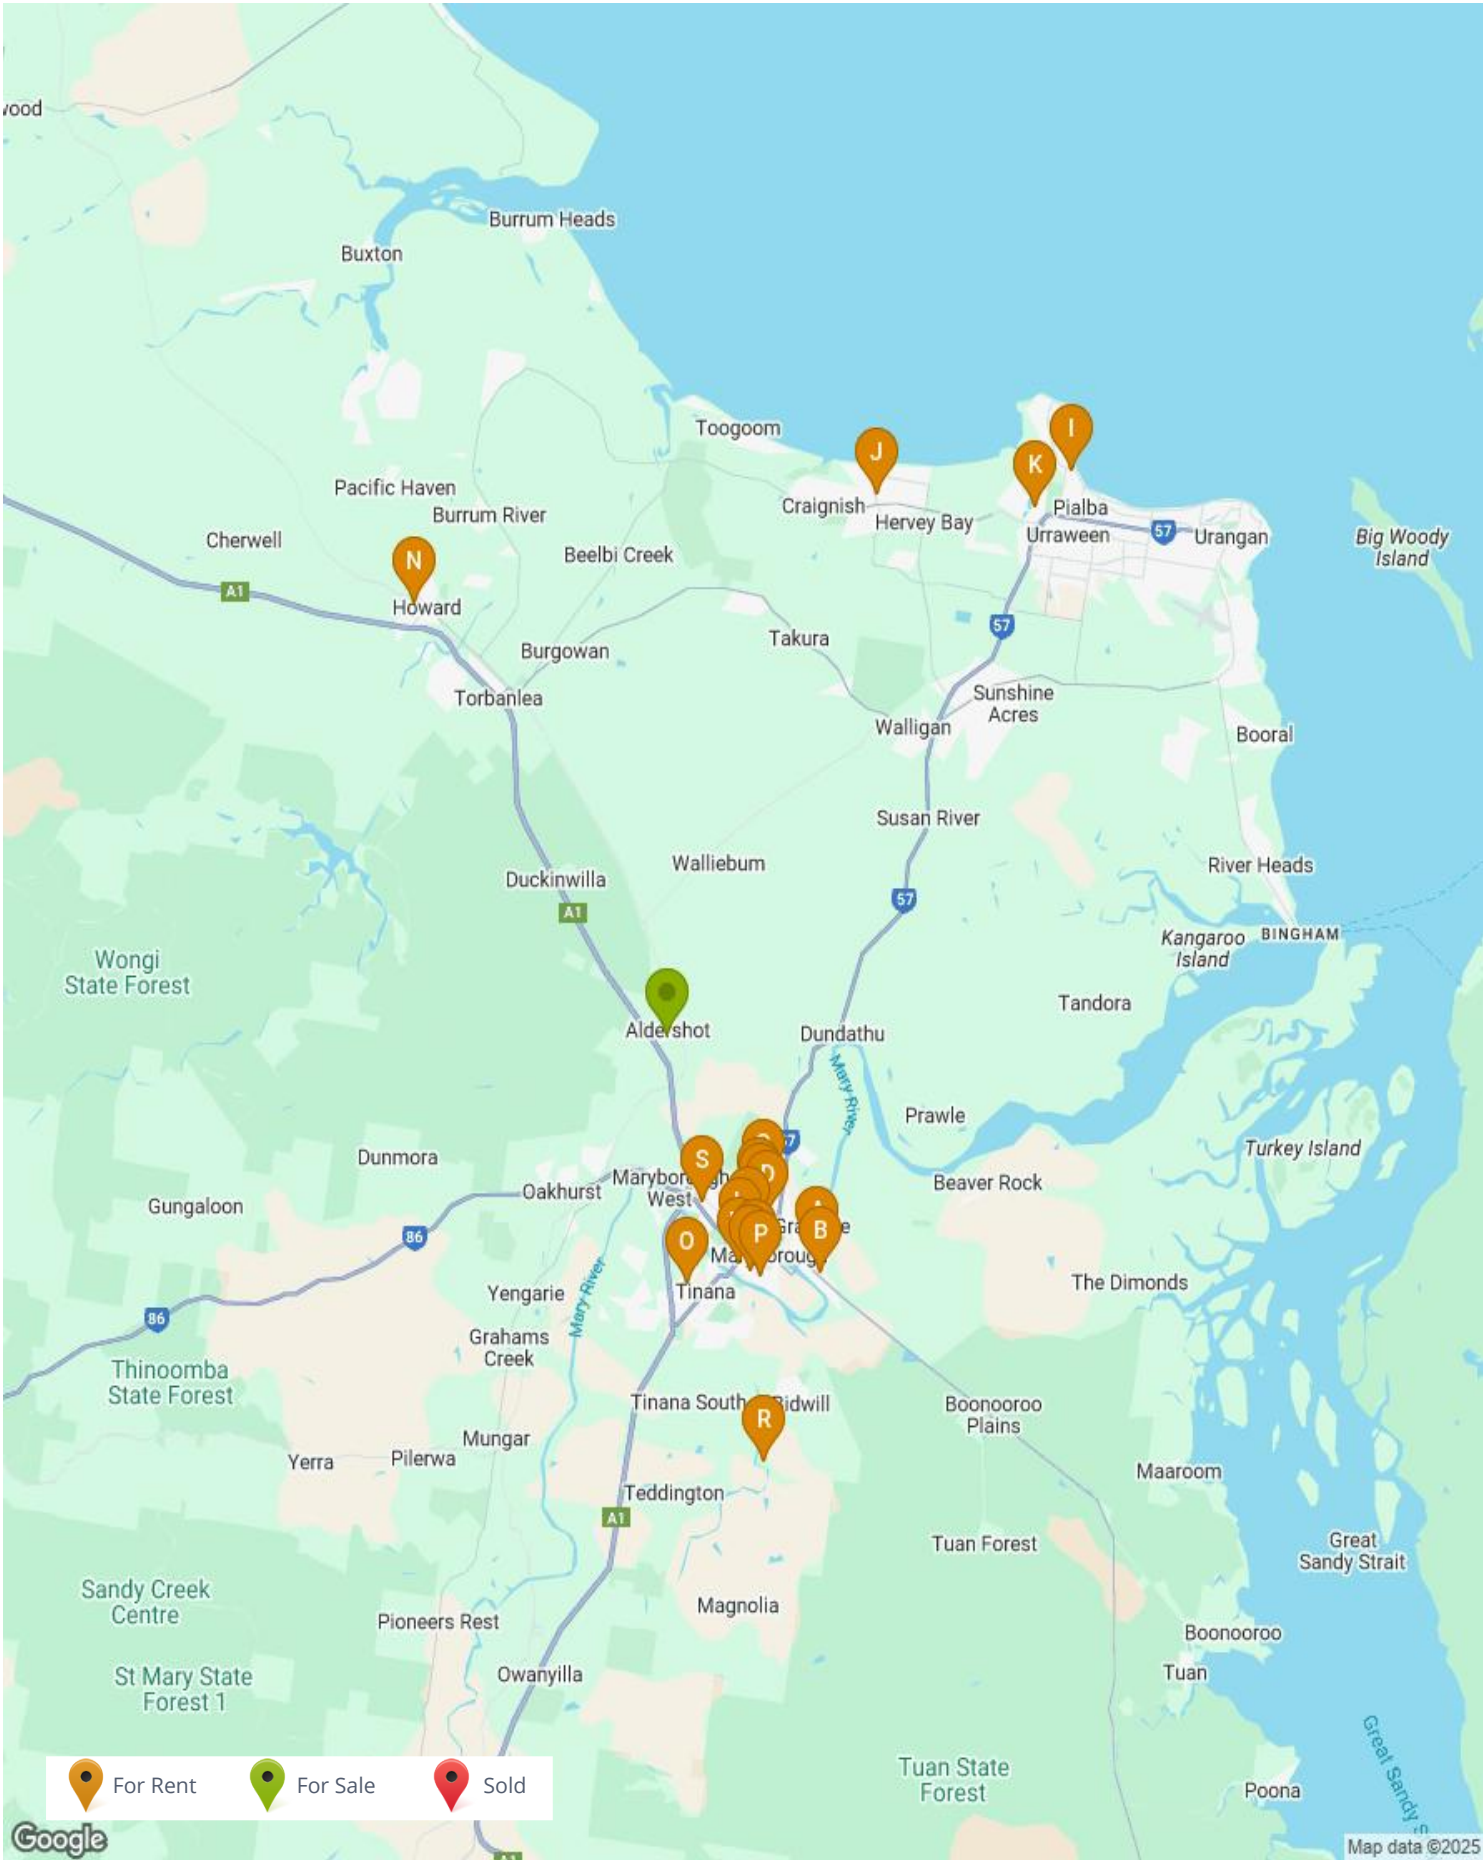 Burrum Heads
Buxton
Toogoom
J
I
K
Craignish
Pialba
Hervey Bay
Urraween
57
Urangan
Big Woody
Island
Pacific Haven
Burrum River
Cherwell
Beelbi Creek
N
A1
Howard
57
Burgowan
Takura
Torbanlea
Sunshine
Acres
Walligan
Booral
Susan River
Walliebum
River Heads
Duckinwilla
57
A1
Kangaroo
Island
BINGHAM
Wongi
State Forest
Tandora
Aldershot
Dundathu
Mary River
Prawle
Turkey Island
Dunmora
S
D
Maryborough
West
Oakhurst
Beaver Rock
Gungaloon
A
B
86
O
P
Maryborough
The Dimonds
Tinana
Yengarie
Mary River
86
Grahams
Creek
Thinoomba
State Forest
Tinana South
Bidwill
R
Boonooroo
Plains
Mungar
Yerra
Pilerwa
Maaroom
Teddington
A1
Tuan Forest
Great
Sandy Strait
Sandy Creek
Centre
Magnolia
Pioneers Rest
Boonooroo
St Mary State
Forest 1
Owanyilla
Tuan
Great Sandy
Tuan State
Forest
Poona
For Rent
For Sale
Sold
Google
A1
Map data ©2025